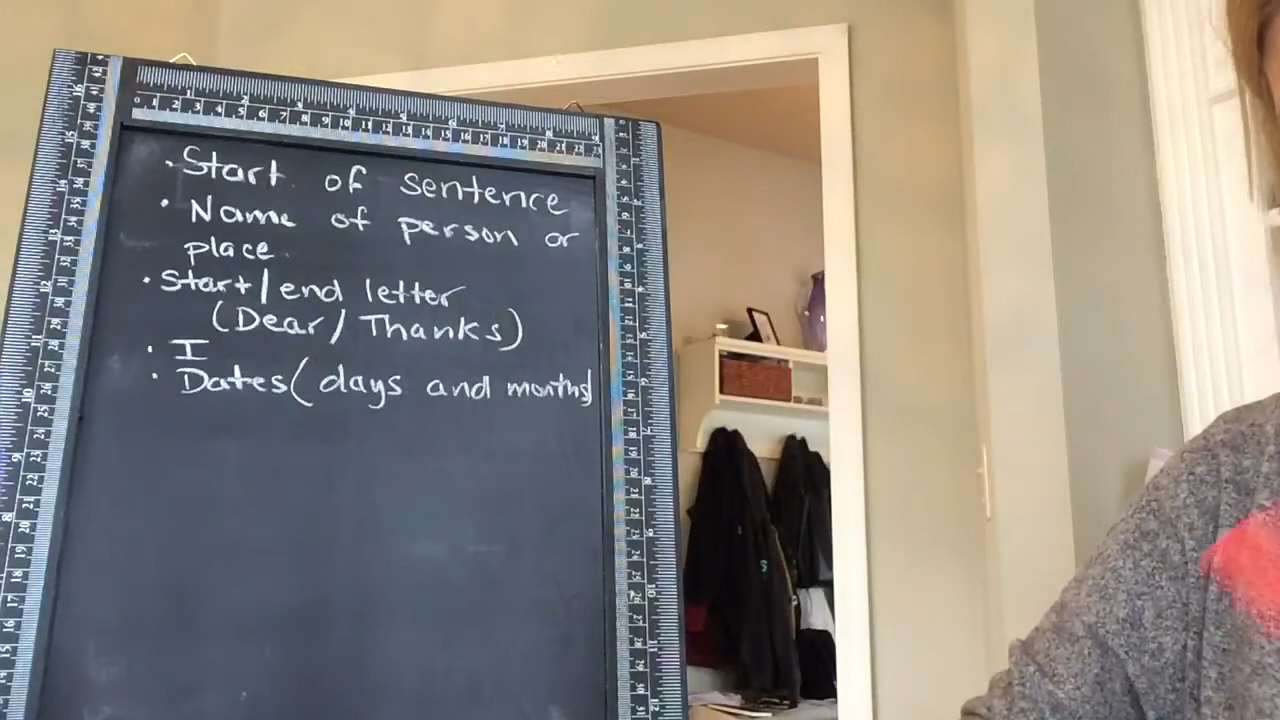 · Start of sentence
· Name of person or
place
· Start/end letter
(Dear/Thanks)
· I
· Dates (days and months)